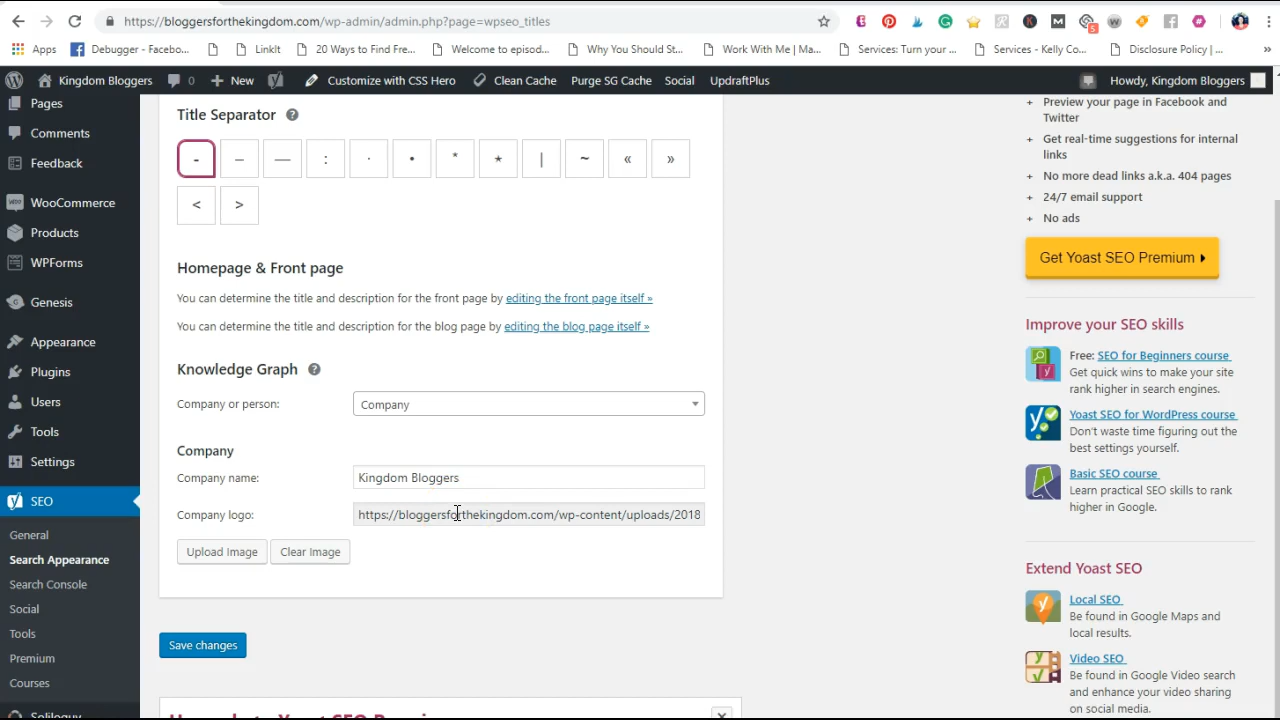 https://bloggersforthekingdom.com/wp-admin/admin.php?page=wpseo_titles
Apps
Debugger - Facebo...
LinkIt
20 Ways to Find Fre...
Welcome to episod...
Why You Should St...
Work With Me | Ma...
Services: Turn your ...
Services - Kelly Co...
Disclosure Policy | ...
»
Kingdom Bloggers
0
New
Customize with CSS Hero
Clean Cache
Purge SG Cache
Social
UpdraftPlus
Howdy, Kingdom Bloggers
Pages
Comments
Feedback
WooCommerce
Products
WPForms
Genesis
Appearance
Plugins
Users
Tools
Settings
SEO
General
Search Appearance
Search Console
Social
Tools
Premium
Courses
Soliloquy
Title Separator ?
- – — : · • * ⋆ | ~ « »
< >
Homepage & Front page
You can determine the title and description for the front page by editing the front page itself »
You can determine the title and description for the blog page by editing the blog page itself »
Knowledge Graph ?
Company or person: Company
Company
Company name: Kingdom Bloggers
Company logo: https://bloggersforthekingdom.com/wp-content/uploads/2018
Upload Image Clear Image
Save changes
+ Preview your page in Facebook and
Twitter
+ Get real-time suggestions for internal
links
+ No more dead links a.k.a. 404 pages
+ 24/7 email support
+ No ads
Get Yoast SEO Premium
Improve your SEO skills
Free: SEO for Beginners course
Get quick wins to make your site
rank higher in search engines.
Yoast SEO for WordPress course
Don't waste time figuring out the
best settings yourself.
Basic SEO course
Learn practical SEO skills to rank
higher in Google.
Extend Yoast SEO
Local SEO
Be found in Google Maps and
local results.
Video SEO
Be found in Google Video search
and enhance your video sharing
on social media.